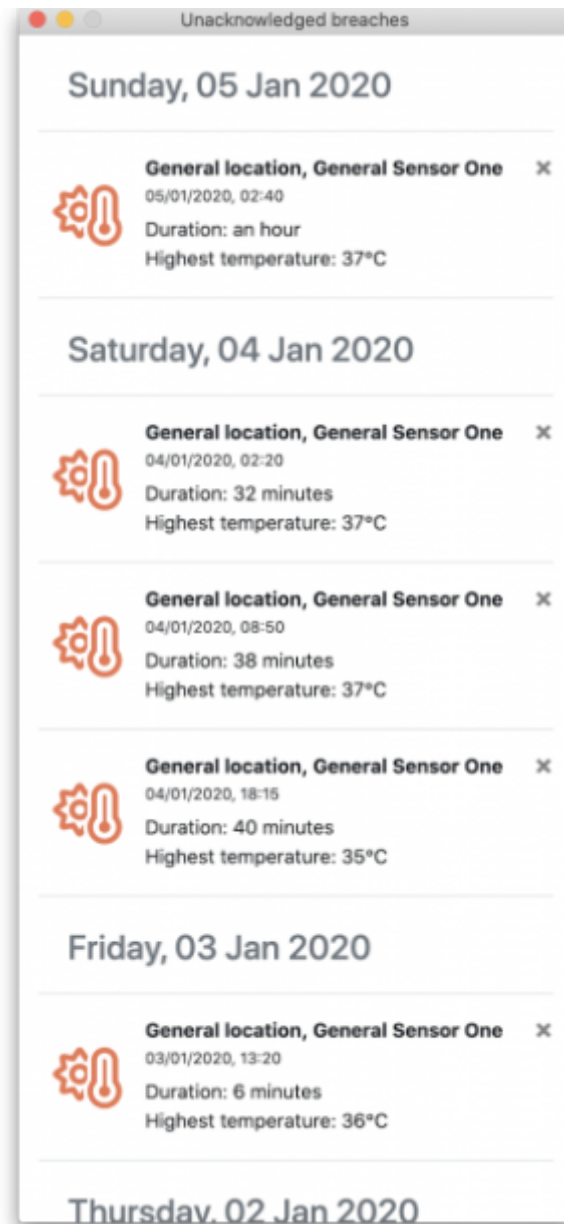 Unacknowledged breaches
Sunday, 05 Jan 2020
General location, General Sensor One
05/01/2020, 02:40
Duration: an hour
Highest temperature: 37°C
Saturday, 04 Jan 2020
General location, General Sensor One
04/01/2020, 02:20
Duration: 32 minutes
Highest temperature: 37°C
General location, General Sensor One
04/01/2020, 08:50
Duration: 38 minutes
Highest temperature: 37°C
General location, General Sensor One
04/01/2020, 18:15
Duration: 40 minutes
Highest temperature: 35°C
Friday, 03 Jan 2020
General location, General Sensor One
03/01/2020, 13:20
Duration: 6 minutes
Highest temperature: 36°C
Thursday, 02 Jan 2020